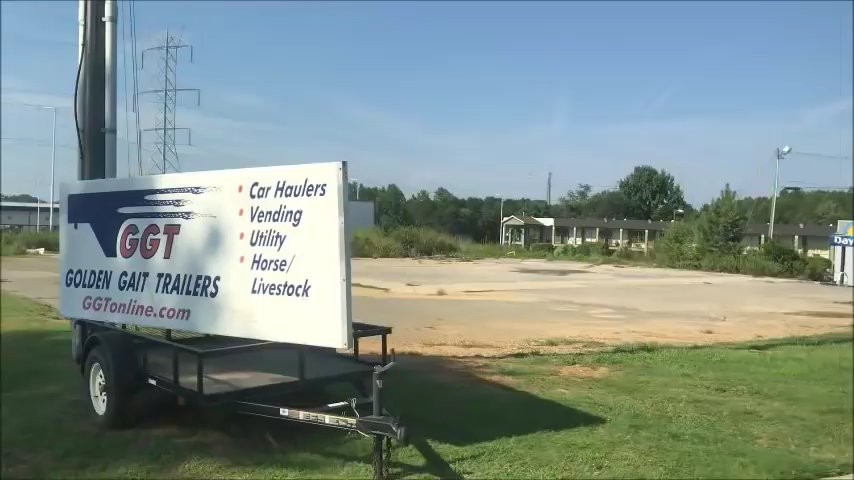 GGT
GOLDEN GAIT TRAILERS
GGTonline.com
• Car Haulers
• Vending
• Utility
• Horse/
Livestock
Day